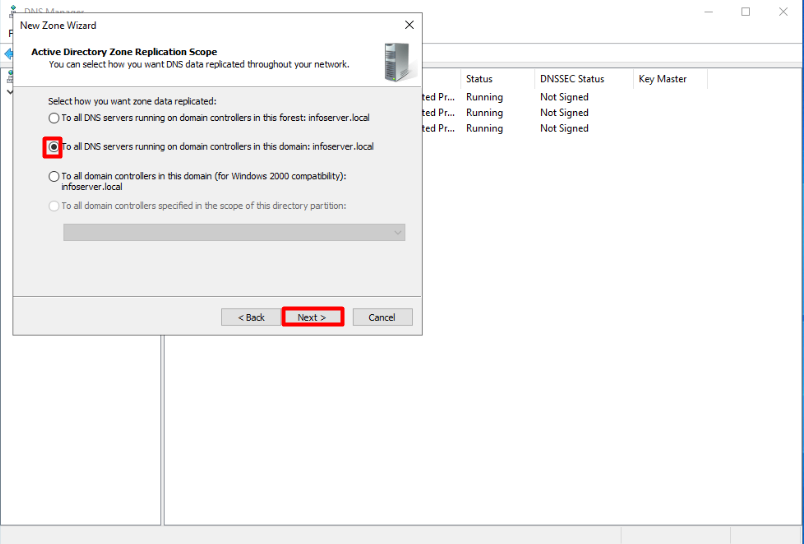 DNS Manager
New Zone Wizard
Active Directory Zone Replication Scope
You can select how you want DNS data replicated throughout your network.
Select how you want zone data replicated:
To all DNS servers running on domain controllers in this forest: infoserver.local
To all DNS servers running on domain controllers in this domain: infoserver.local
To all domain controllers in this domain (for Windows 2000 compatibility):
infoserver.local
To all domain controllers specified in the scope of this directory partition:
< Back Next > Cancel
Status DNSSEC Status Key Master
ted Pr... Running Not Signed
Running Not Signed
ted Pr... Running Not Signed